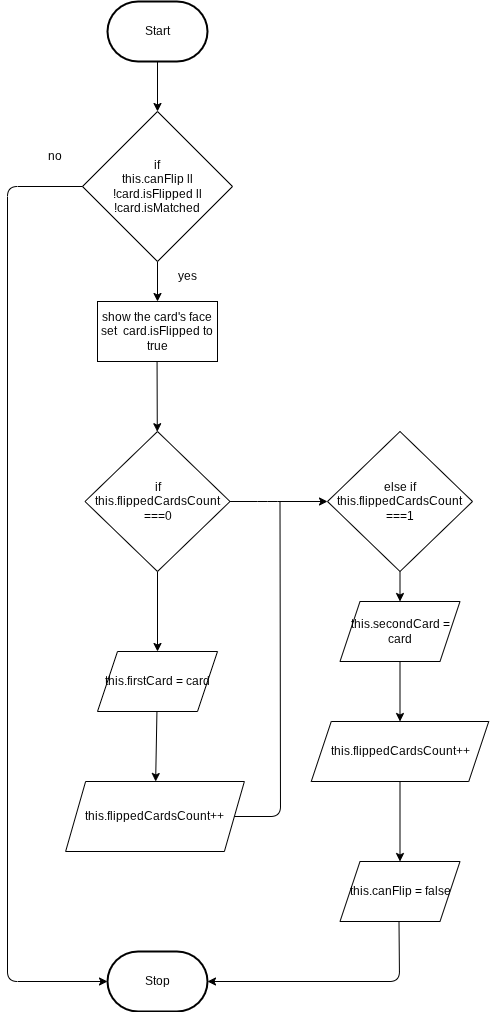 Start
if
this.canFlip ll
!card.isFlipped ll
!card.isMatched
no
yes
show the card's face
set card.isFlipped to
true
if
this.flippedCardsCount
===0
else if
this.flippedCardsCount
===1
this.firstCard = card
this.flippedCardsCount++
this.secondCard =
card
this.flippedCardsCount++
this.canFlip = false
Stop